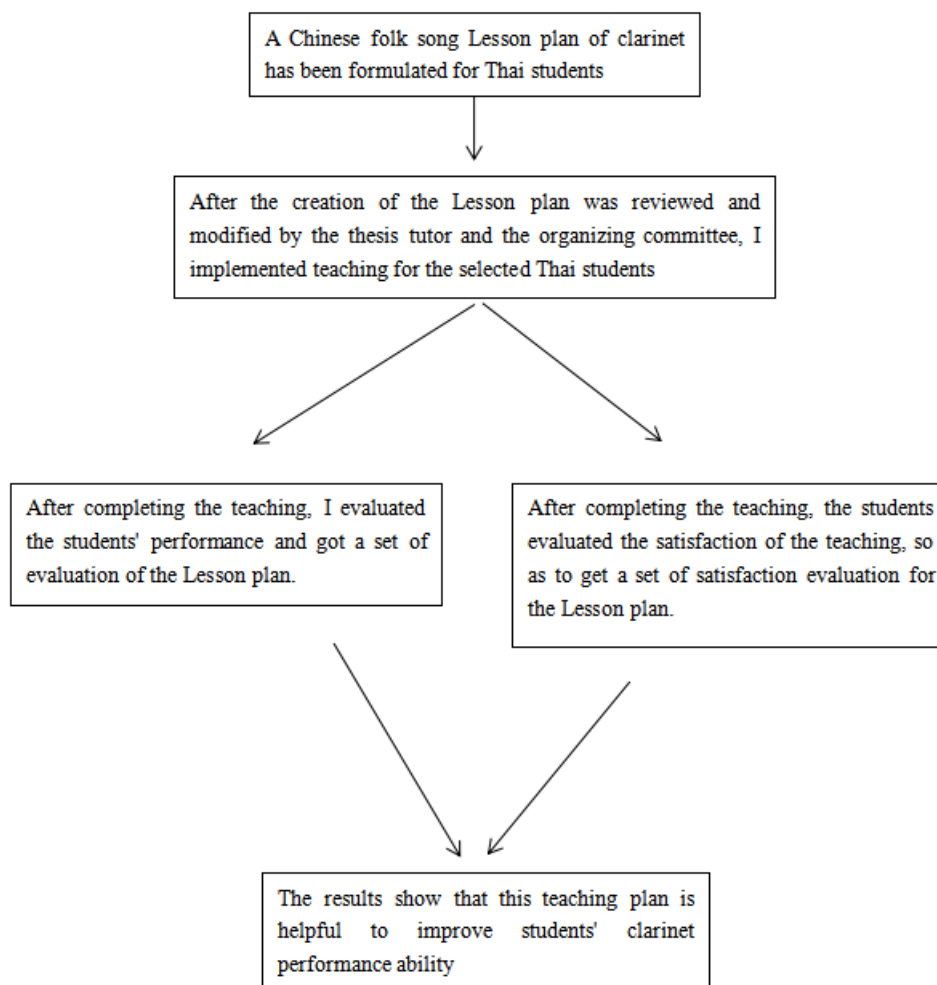 A Chinese folk song Lesson plan of clarinet
has been formulated for Thai students
After the creation of the Lesson plan was reviewed and
modified by the thesis tutor and the organizing committee, I
implemented teaching for the selected Thai students
After completing the teaching, I evaluated
the students' performance and got a set of
evaluation of the Lesson plan.
After completing the teaching, the students
evaluated the satisfaction of the teaching, so
as to get a set of satisfaction evaluation for
the Lesson plan.
The results show that this teaching plan is
helpful to improve students' clarinet
performance ability